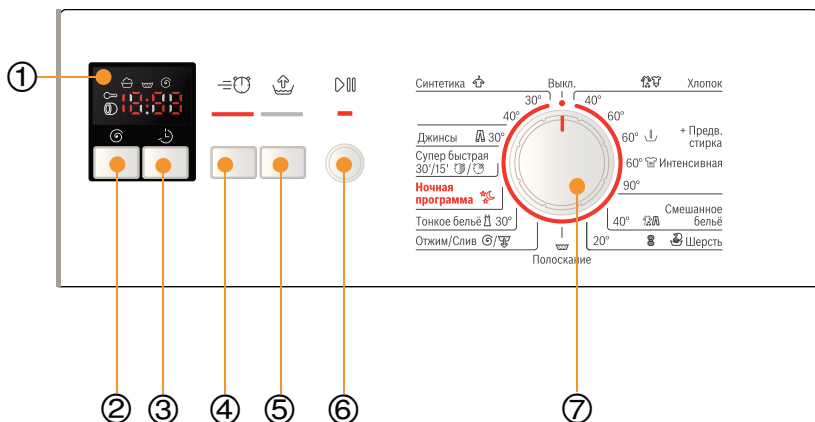 ①
18:88
Синтетика
Выкл.
Хлопок
30°
40°
40°
60°
Джинсы
30°
60°
+ Предв.
стирка
Супер быстрая
30'/15'
/
60°
Интенсивная
Ночная
программа
90°
Тонкое бельё
30°
40°
Смешанное
бельё
Отжим/Слив
/
20°
Шерсть
Полоскание
⑦
② ③ ④ ⑤ ⑥